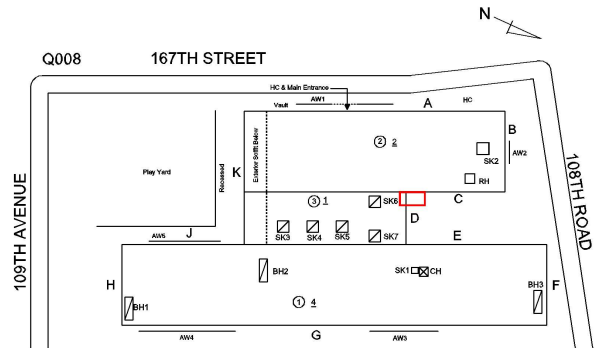 N
Q008 167TH STREET
HC & Main Entrance
Vault AW1 A HC
B
2 2
SK2 AW2
K Exterior Soffit Below
Play Yard Recessed
RH
3 1 SK6 C
D
SK3 SK4 SK5 SK7 E
J
AW5
109TH AVENUE
108TH ROAD
H BH2 SK1 CH F
BH1 1 4 BH3
AW4 G AW3